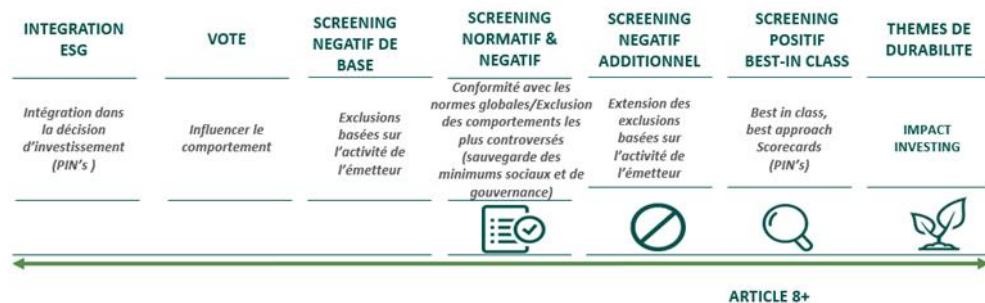 INTEGRATION
ESG
VOTE
SCREENING
NEGATIF DE
BASE
SCREENING
NORMATIF &
NEGATIF
SCREENING
NEGATIF
ADDITIONNEL
SCREENING
POSITIF
BEST-IN CLASS
THEMES DE
DURABILITE
Intégration dans
la décision
d'investissement
(PIN's )
Influencer le
comportement
Exclusions
basées sur
l'activité de
l'émetteur
Conformité avec les
normes globales/Exclusion
des comportements les
plus controversés
(sauvegarde des
minimums sociaux et de
gouvernance)
Extension des
exclusions
basées sur
l'activité de
l'émetteur
Best in class,
best approach
Scorecards
(PIN's)
IMPACT
INVESTING
ARTICLE 8+